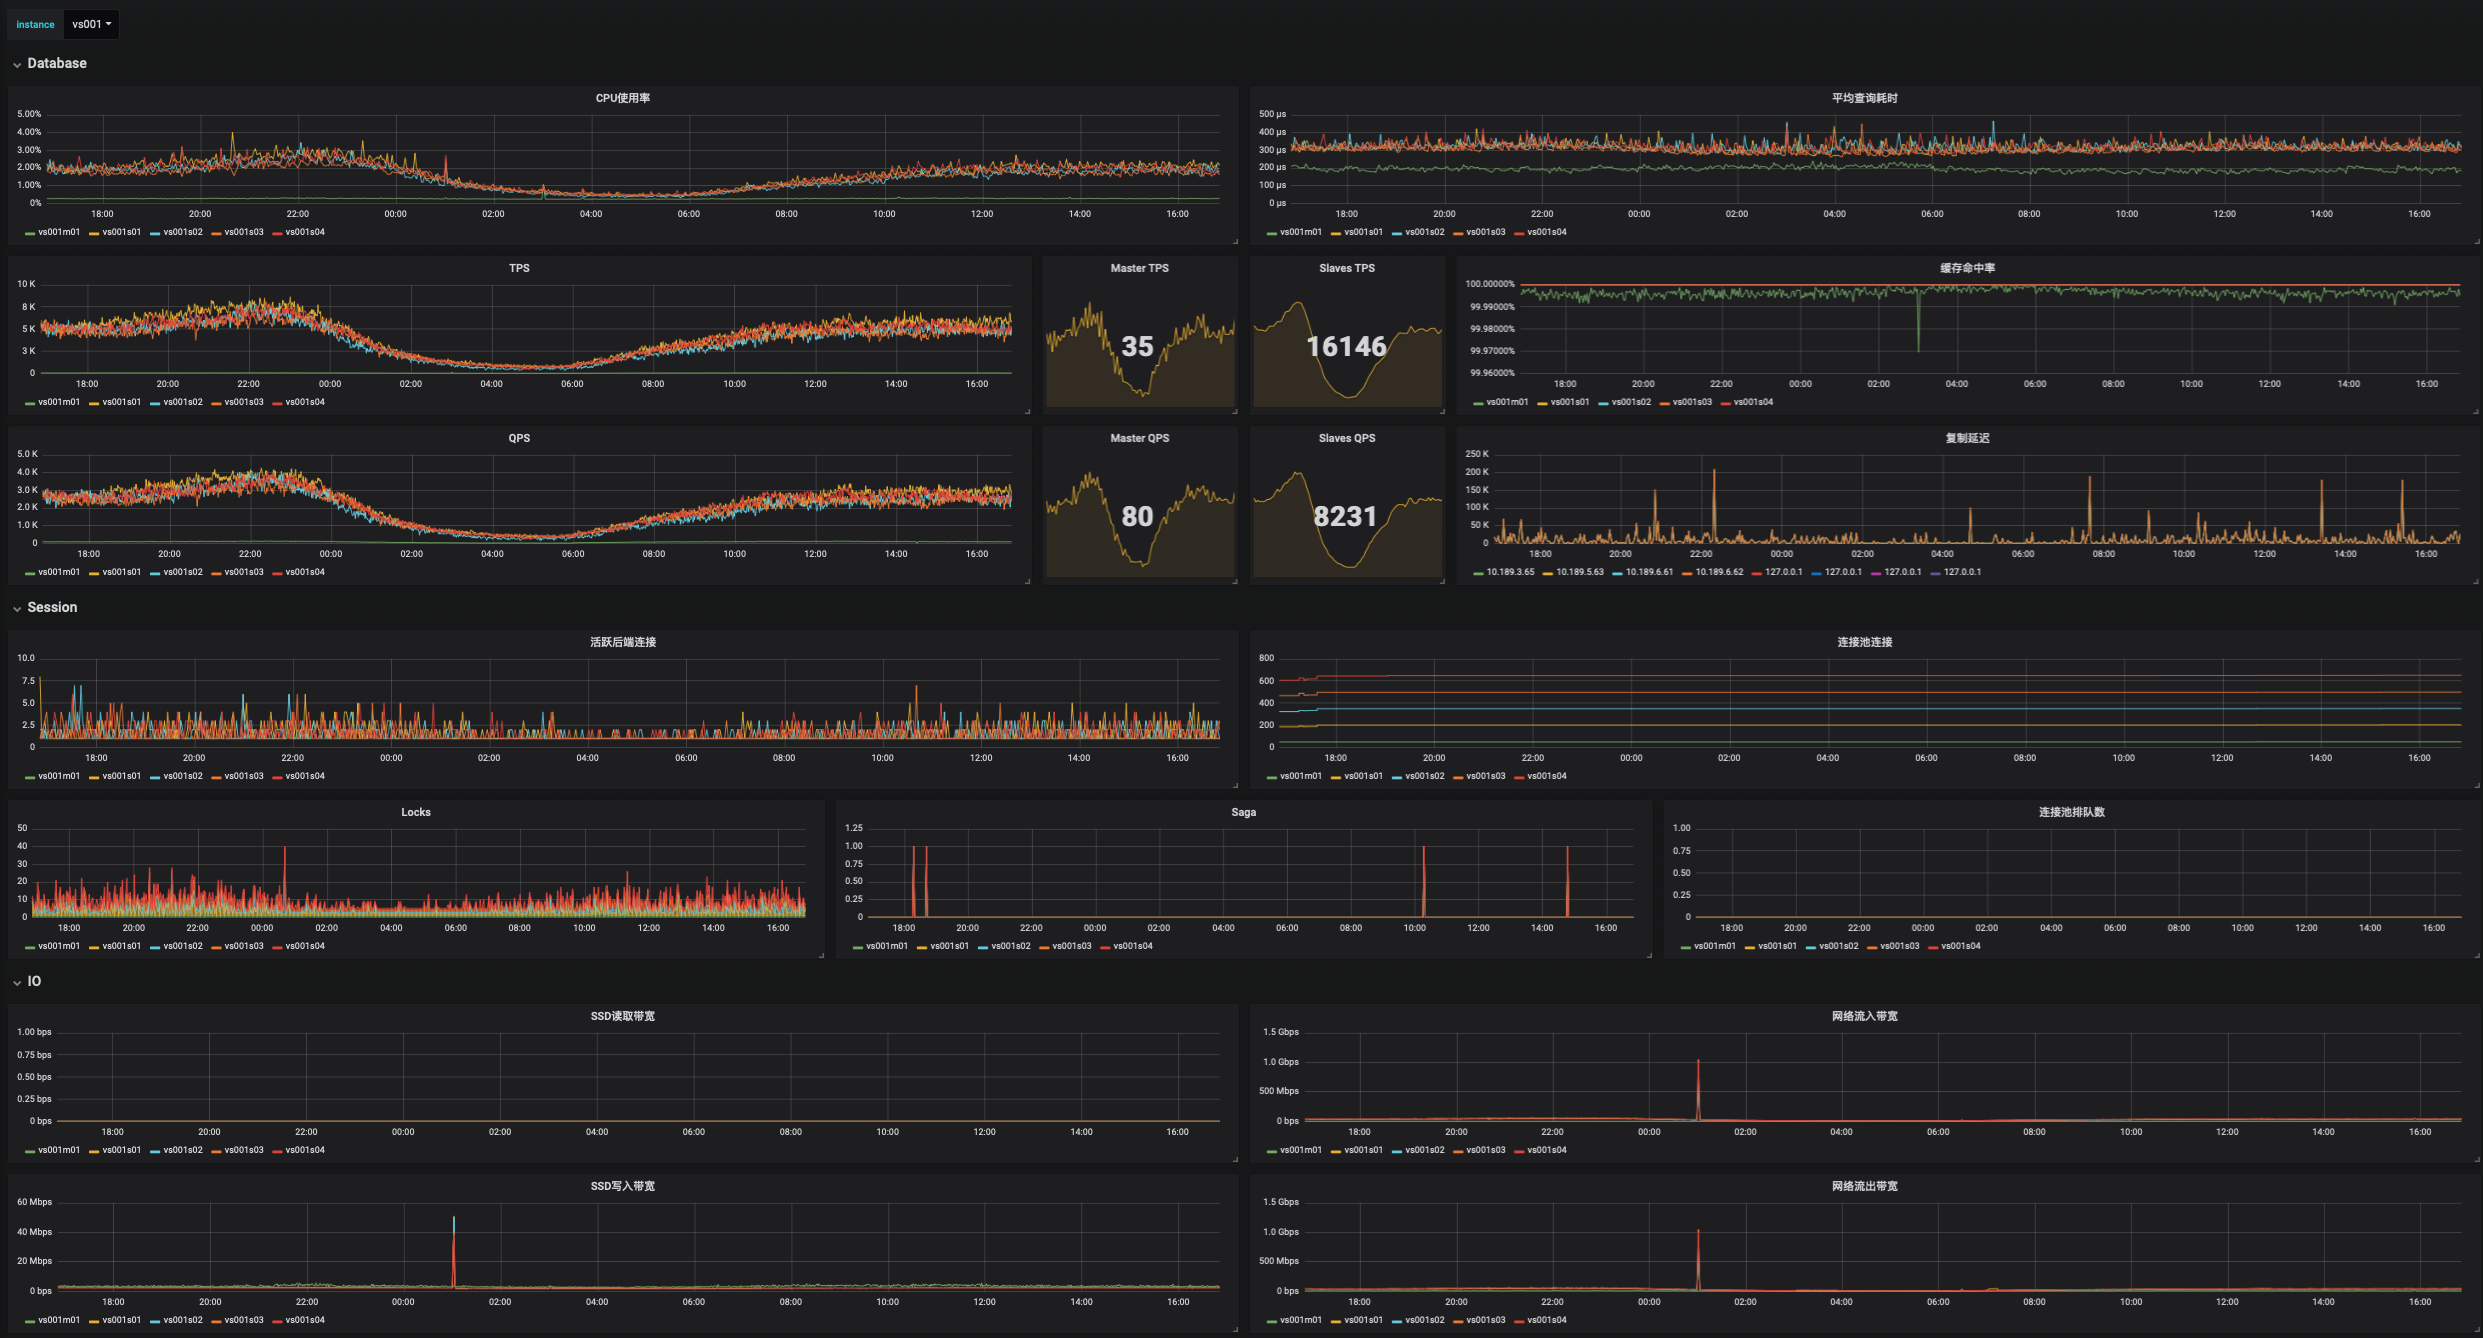 instance vs001
Database
CPU使用率
5.00%
4.00%
3.00%
2.00%
1.00%
0%
18:00 20:00 22:00 00:00 02:00 04:00 06:00 08:00 10:00 12:00 14:00 16:00
vs001m01 vs001s01 vs001s02 vs001s03 vs001s04
平均查询耗时
500 µs
400 µs
300 µs
200 µs
100 µs
0 µs
18:00 20:00 22:00 00:00 02:00 04:00 06:00 08:00 10:00 12:00 14:00 16:00
vs001m01 vs001s01 vs001s02 vs001s03 vs001s04
TPS
10 K
8 K
5 K
3 K
0
18:00 20:00 22:00 00:00 02:00 04:00 06:00 08:00 10:00 12:00 14:00 16:00
vs001m01 vs001s01 vs001s02 vs001s03 vs001s04
Master TPS
35
Slaves TPS
16146
缓存命中率
100.00000%
99.99000%
99.98000%
99.97000%
99.96000%
18:00 20:00 22:00 00:00 02:00 04:00 06:00 08:00 10:00 12:00 14:00 16:00
vs001m01 vs001s01 vs001s02 vs001s03 vs001s04
QPS
5.0 K
4.0 K
3.0 K
2.0 K
1.0 K
0
18:00 20:00 22:00 00:00 02:00 04:00 06:00 08:00 10:00 12:00 14:00 16:00
vs001m01 vs001s01 vs001s02 vs001s03 vs001s04
Master QPS
80
Slaves QPS
8231
复制延迟
250 K
200 K
150 K
100 K
50 K
0
18:00 20:00 22:00 00:00 02:00 04:00 06:00 08:00 10:00 12:00 14:00 16:00
10.189.3.65 10.189.5.63 10.189.6.61 10.189.6.62 127.0.0.1 127.0.0.1 127.0.0.1 127.0.0.1
Session
活跃后端连接
10.0
7.5
5.0
2.5
0
18:00 20:00 22:00 00:00 02:00 04:00 06:00 08:00 10:00 12:00 14:00 16:00
vs001m01 vs001s01 vs001s02 vs001s03 vs001s04
连接池连接
800
600
400
200
0
18:00 20:00 22:00 00:00 02:00 04:00 06:00 08:00 10:00 12:00 14:00 16:00
vs001m01 vs001s01 vs001s02 vs001s03 vs001s04
Locks
50
40
30
20
10
0
18:00 20:00 22:00 00:00 02:00 04:00 06:00 08:00 10:00 12:00 14:00 16:00
vs001m01 vs001s01 vs001s02 vs001s03 vs001s04
Saga
1.25
1.00
0.75
0.50
0.25
0
18:00 20:00 22:00 00:00 02:00 04:00 06:00 08:00 10:00 12:00 14:00 16:00
vs001m01 vs001s01 vs001s02 vs001s03 vs001s04
连接池排队数
1.00
0.75
0.50
0.25
0
18:00 20:00 22:00 00:00 02:00 04:00 06:00 08:00 10:00 12:00 14:00 16:00
vs001m01 vs001s01 vs001s02 vs001s03 vs001s04
IO
SSD读取带宽
1.00 bps
0.75 bps
0.50 bps
0.25 bps
0 bps
18:00 20:00 22:00 00:00 02:00 04:00 06:00 08:00 10:00 12:00 14:00 16:00
vs001m01 vs001s01 vs001s02 vs001s03 vs001s04
网络流入带宽
1.5 Gbps
1.0 Gbps
500 Mbps
0 bps
18:00 20:00 22:00 00:00 02:00 04:00 06:00 08:00 10:00 12:00 14:00 16:00
vs001m01 vs001s01 vs001s02 vs001s03 vs001s04
SSD写入带宽
60 Mbps
40 Mbps
20 Mbps
0 bps
18:00 20:00 22:00 00:00 02:00 04:00 06:00 08:00 10:00 12:00 14:00 16:00
vs001m01 vs001s01 vs001s02 vs001s03 vs001s04
网络流出带宽
1.5 Gbps
1.0 Gbps
500 Mbps
0 bps
18:00 20:00 22:00 00:00 02:00 04:00 06:00 08:00 10:00 12:00 14:00 16:00
vs001m01 vs001s01 vs001s02 vs001s03 vs001s04